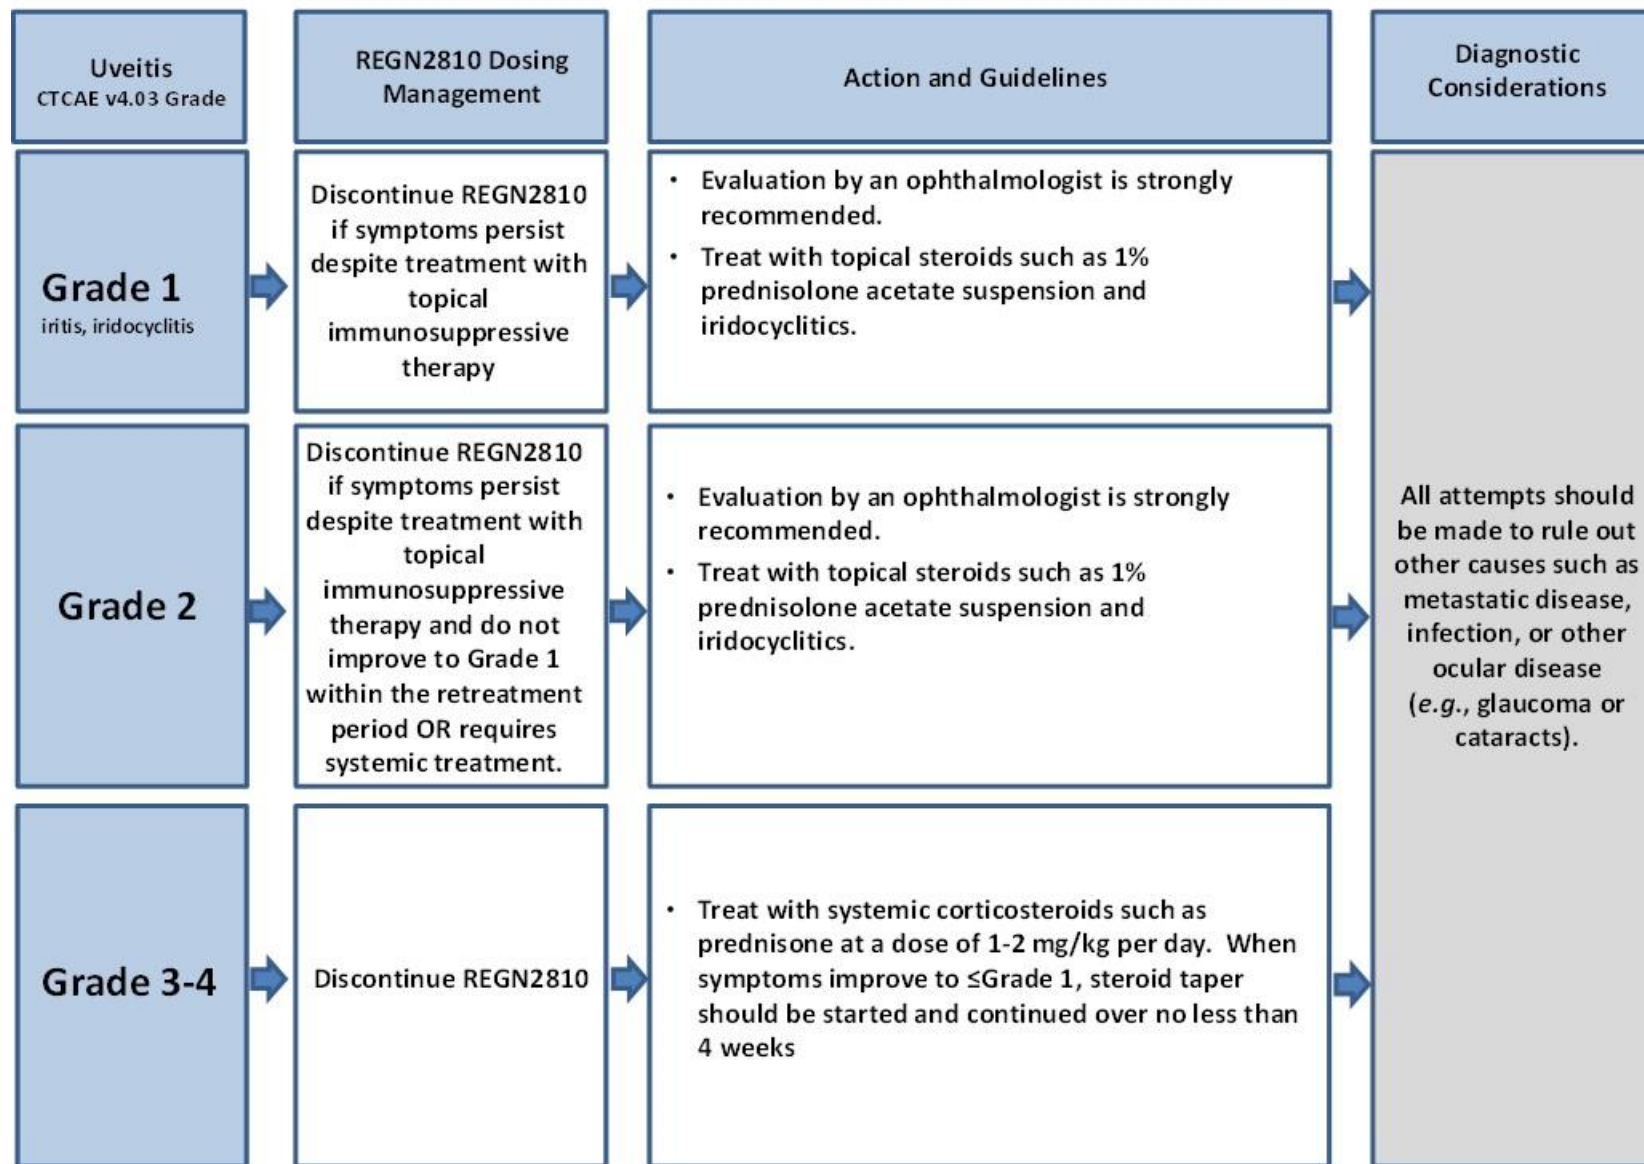 Uveitis
CTCAE v4.03 Grade
REGN2810 Dosing
Management
Action and Guidelines
Diagnostic
Considerations
Grade 1
iritis, iridocyclitis
Discontinue REGN2810
if symptoms persist
despite treatment with
topical
immunosuppressive
therapy
• Evaluation by an ophthalmologist is strongly
recommended.
• Treat with topical steroids such as 1%
prednisolone acetate suspension and
iridocyclitics.
Grade 2
Discontinue REGN2810
if symptoms persist
despite treatment with
topical
immunosuppressive
therapy and do not
improve to Grade 1
within the retreatment
period OR requires
systemic treatment.
• Evaluation by an ophthalmologist is strongly
recommended.
• Treat with topical steroids such as 1%
prednisolone acetate suspension and
iridocyclitics.
Grade 3-4
Discontinue REGN2810
• Treat with systemic corticosteroids such as
prednisone at a dose of 1-2 mg/kg per day.  When
symptoms improve to ≤Grade 1, steroid taper
should be started and continued over no less than
4 weeks
All attempts should
be made to rule out
other causes such as
metastatic disease,
infection, or other
ocular disease
(e.g., glaucoma or
cataracts).